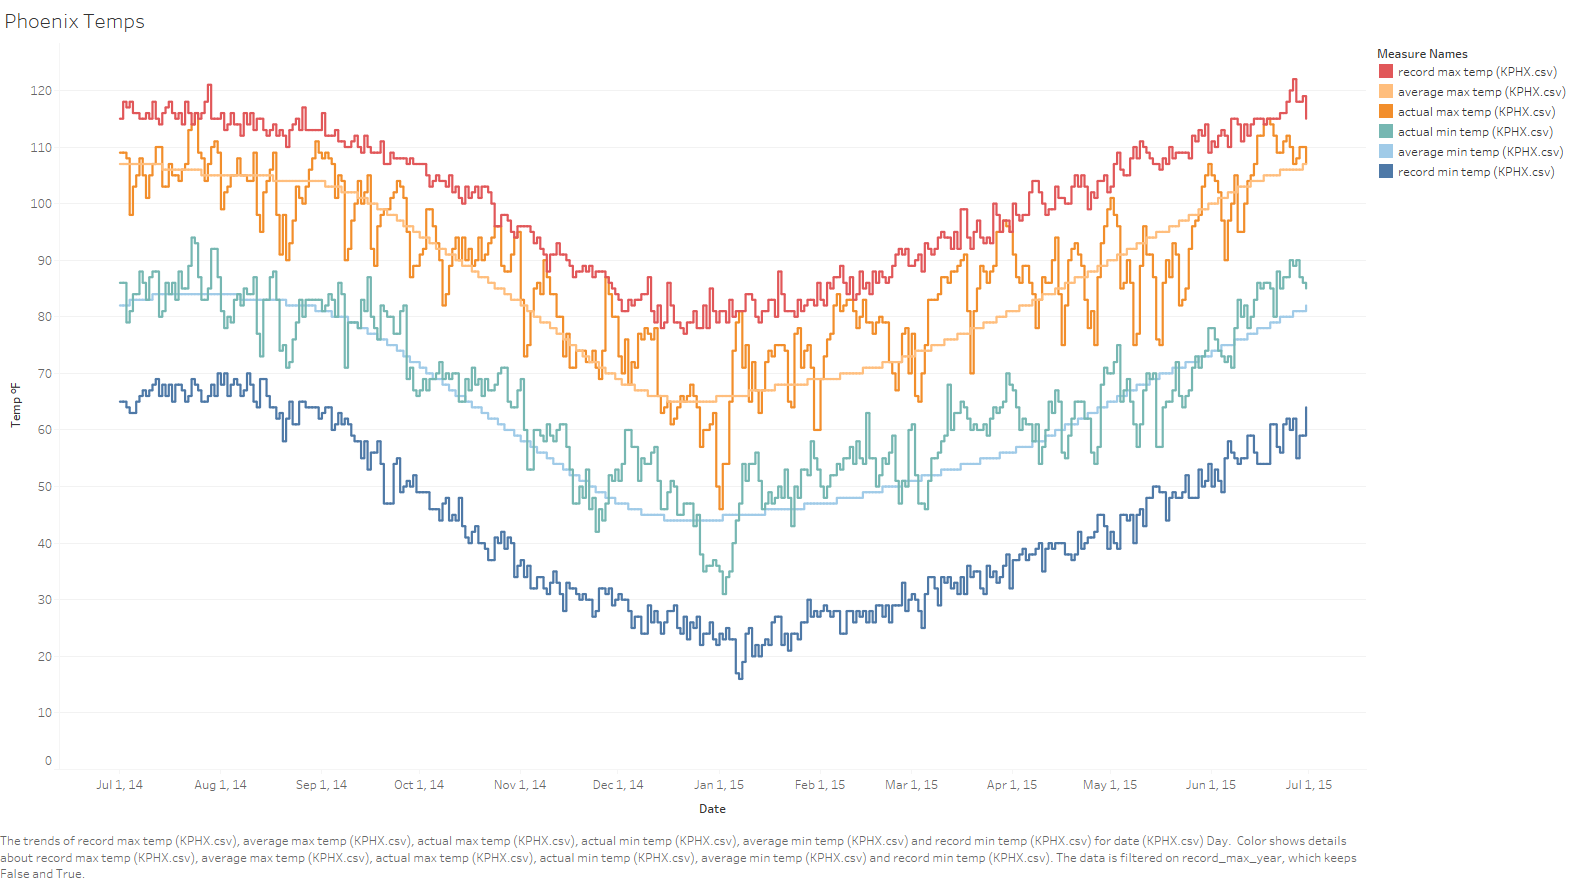 Phoenix Temps
Measure Names
record max temp (KPHX.csv)
average max temp (KPHX.csv)
actual max temp (KPHX.csv)
actual min temp (KPHX.csv)
average min temp (KPHX.csv)
record min temp (KPHX.csv)
120
110
100
90
80
70
60
50
40
30
20
10
0
Temp °F
Jul 1, 14 Aug 1, 14 Sep 1, 14 Oct 1, 14 Nov 1, 14 Dec 1, 14 Jan 1, 15 Feb 1, 15 Mar 1, 15 Apr 1, 15 May 1, 15 Jun 1, 15 Jul 1, 15
Date
The trends of record max temp (KPHX.csv), average max temp (KPHX.csv), actual max temp (KPHX.csv), actual min temp (KPHX.csv), average min temp (KPHX.csv) and record min temp (KPHX.csv) for date (KPHX.csv) Day. Color shows details
about record max temp (KPHX.csv), average max temp (KPHX.csv), actual max temp (KPHX.csv), actual min temp (KPHX.csv), average min temp (KPHX.csv) and record min temp (KPHX.csv). The data is filtered on record_max_year, which keeps
False and True.